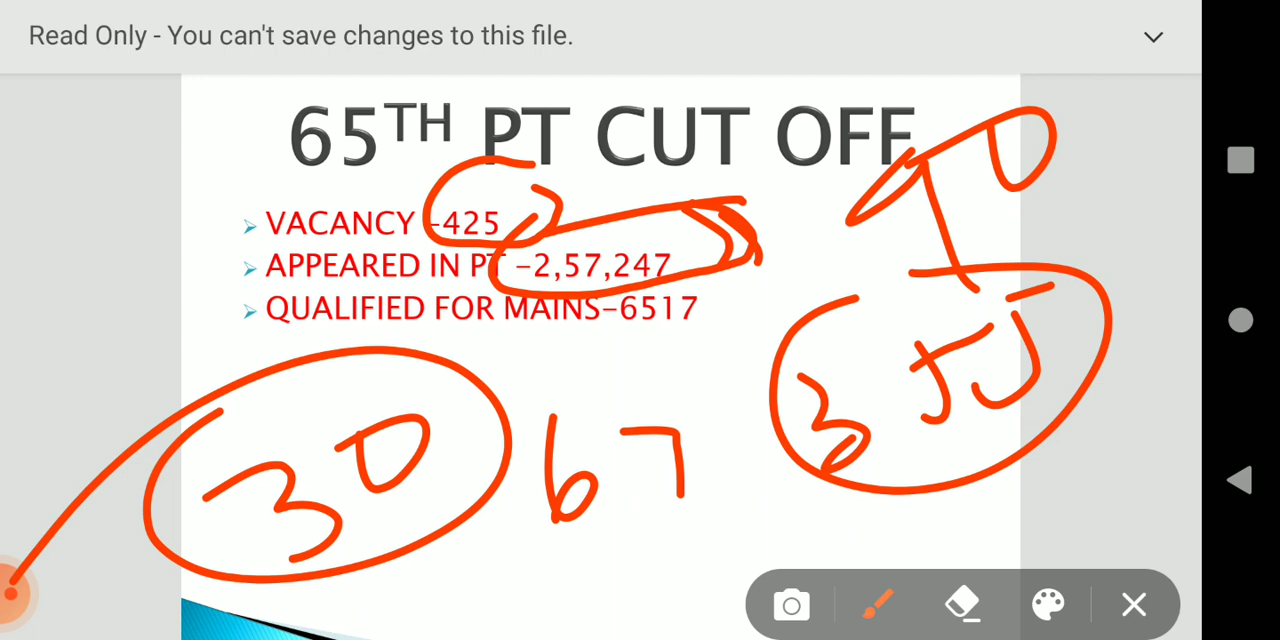 Read Only - You can't save changes to this file.
65TH PT CUT OFF
VACANCY -425
APPEARED IN PT -2,57,247
QUALIFIED FOR MAINS-6517
30 67 355